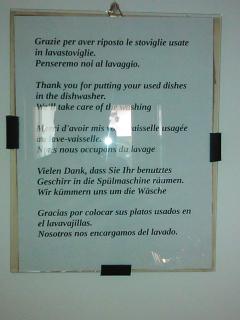 Grazie per aver riposto le stoviglie usate
in lavastoviglie.
Penseremo noi al lavaggio.
Thank you for putting your used dishes
in the dishwasher.
We'll take care of the washing
Merci d'avoir mis vaisselle usagée
lave-vaisselle.
Nous nous occupons du lavage
Vielen Dank, dass Sie Ihr benutztes
Geschirr in die Spülmaschine räumen.
Wir kümmern uns um die Wäsche
Gracias por colocar sus platos usados en
el lavavajillas.
Nosotros nos encargamos del lavado.